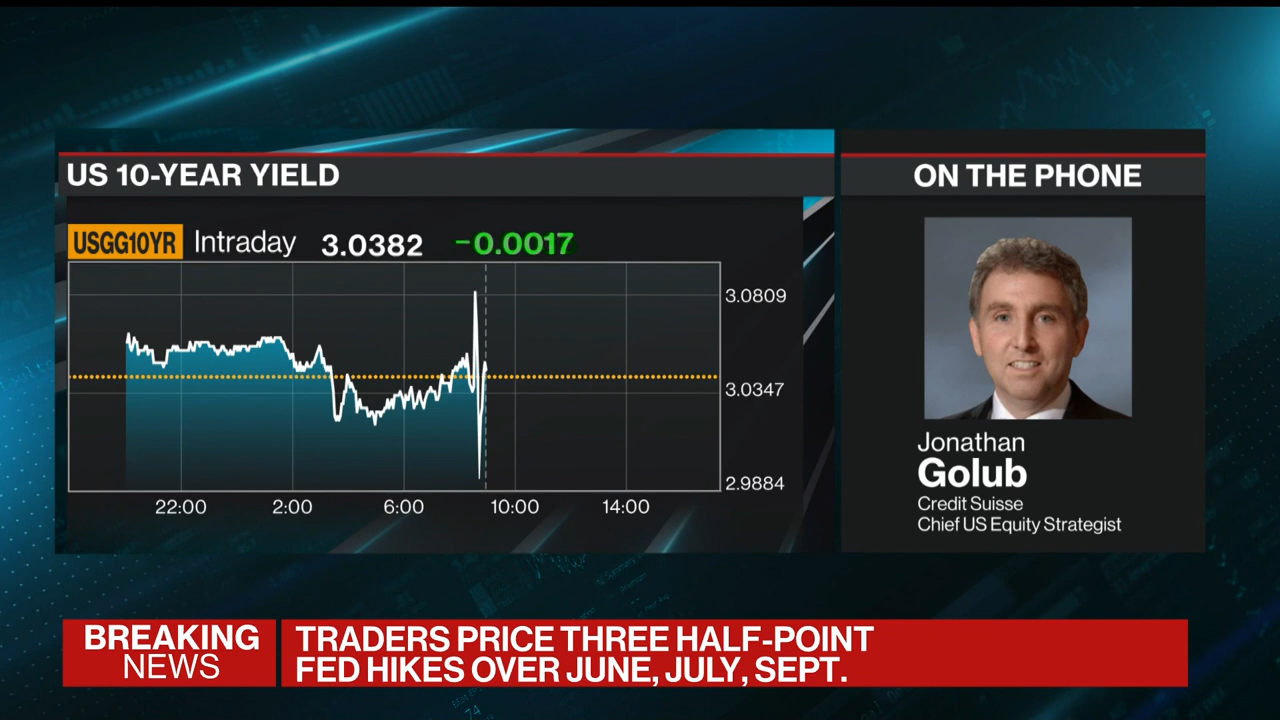 US 10-YEAR YIELD
USGG10YR Intraday 3.0382 -0.0017
3.0809
3.0347
2.9884
22:00 2:00 6:00 10:00 14:00
ON THE PHONE
Jonathan
Golub
Credit Suisse
Chief US Equity Strategist
BREAKING
NEWS
TRADERS PRICE THREE HALF-POINT
FED HIKES OVER JUNE, JULY, SEPT.
74